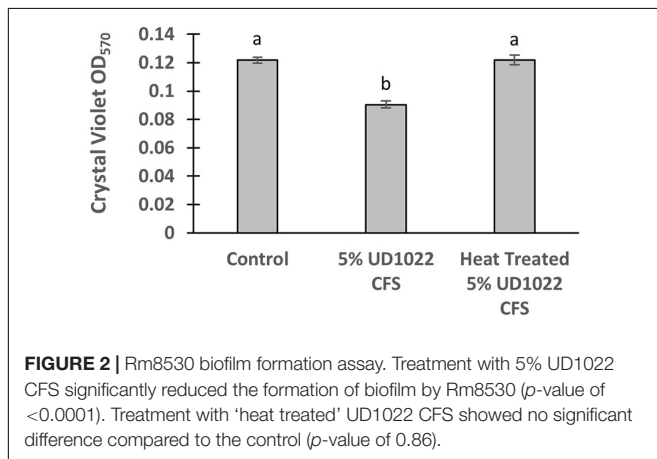 Crystal Violet OD570
0.14
0.12
0.1
0.08
0.06
0.04
0.02
0
a
b
a
Control
5% UD1022
CFS
Heat Treated
5% UD1022
CFS
FIGURE 2 | Rm8530 biofilm formation assay. Treatment with 5% UD1022
CFS significantly reduced the formation of biofilm by Rm8530 (p-value of
<0.0001). Treatment with ‘heat treated’ UD1022 CFS showed no significant
difference compared to the control (p-value of 0.86).